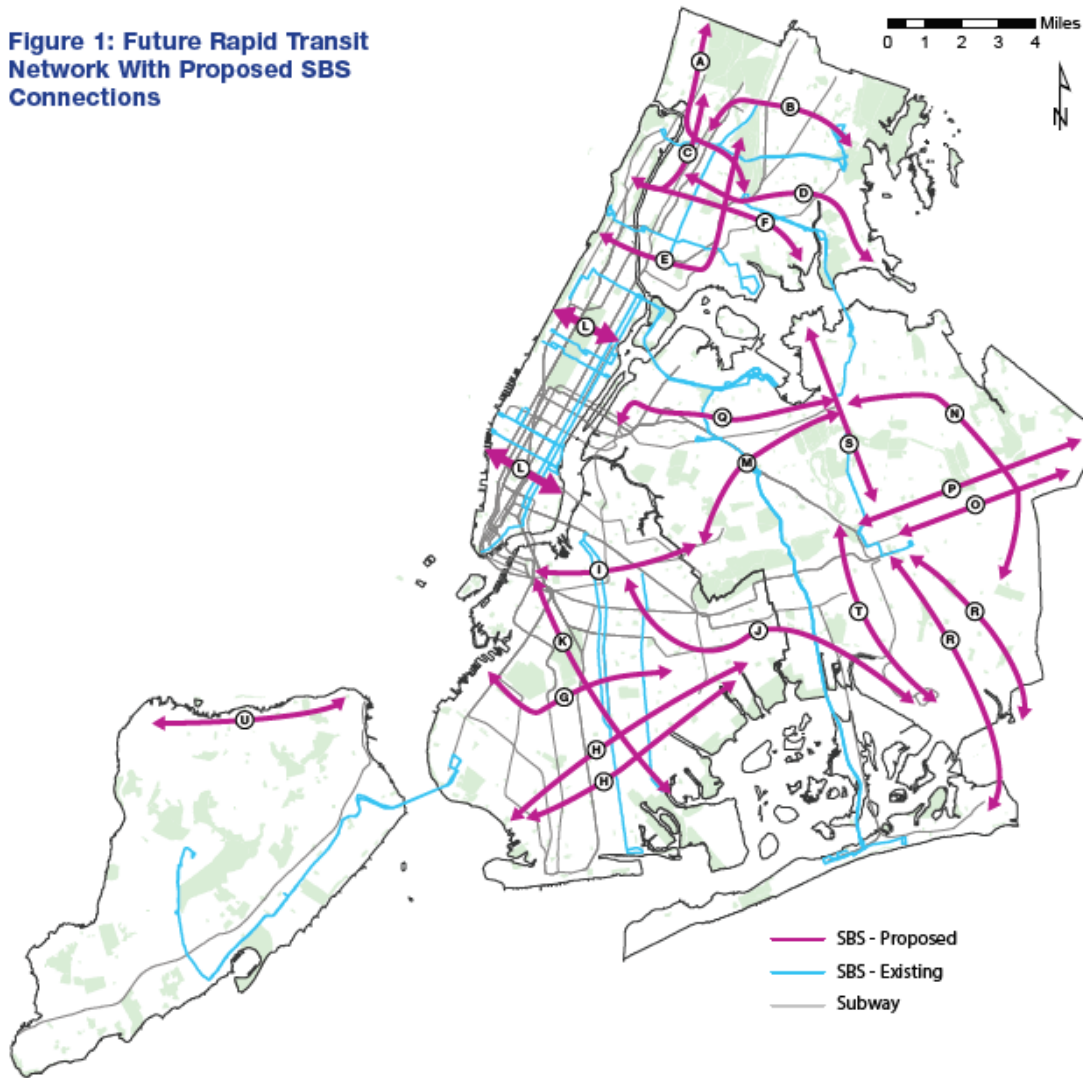 Figure 1: Future Rapid Transit
Network With Proposed SBS
Connections
Miles
0 1 2 3 4
N
A
B
C
D
F
E
L
Q
N
S
M
L
P
O
I
T
R
J
R
K
G
U
H
H
SBS - Proposed
SBS - Existing
Subway